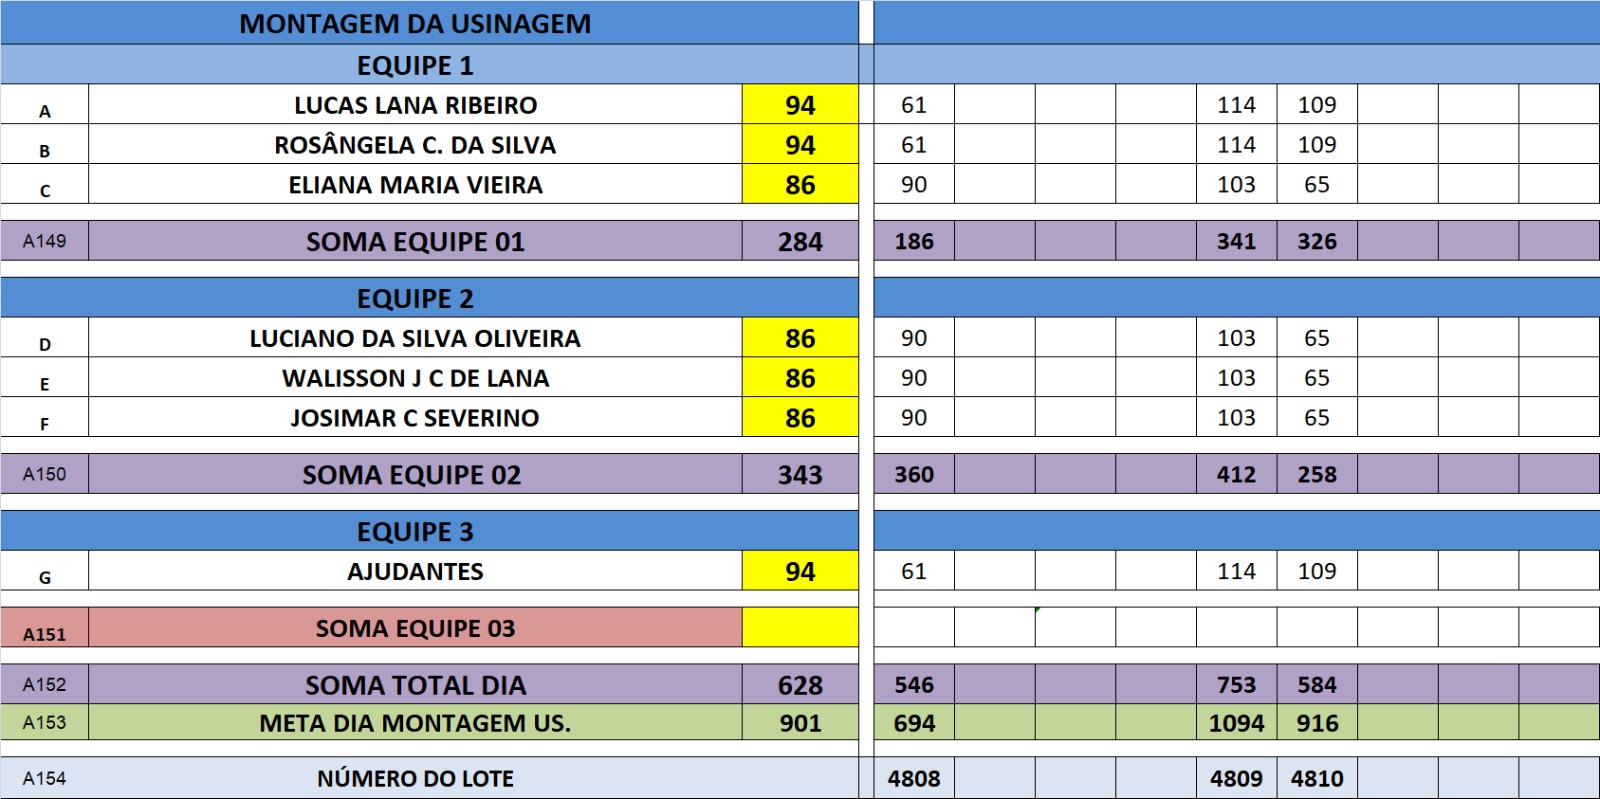 MONTAGEM DA USINAGEM
EQUIPE 1
A LUCAS LANA RIBEIRO 94 61 114 109
B ROSÂNGELA C. DA SILVA 94 61 114 109
C ELIANA MARIA VIEIRA 86 90 103 65
A149 SOMA EQUIPE 01 284 186 341 326
EQUIPE 2
D LUCIANO DA SILVA OLIVEIRA 86 90 103 65
E WALISSON J C DE LANA 86 90 103 65
F JOSIMAR C SEVERINO 86 90 103 65
A150 SOMA EQUIPE 02 343 360 412 258
EQUIPE 3
G AJUDANTES 94 61 114 109
A151 SOMA EQUIPE 03
A152 SOMA TOTAL DIA 628 546 753 584
A153 META DIA MONTAGEM US. 901 694 1094 916
A154 NÚMERO DO LOTE 4808 4809 4810